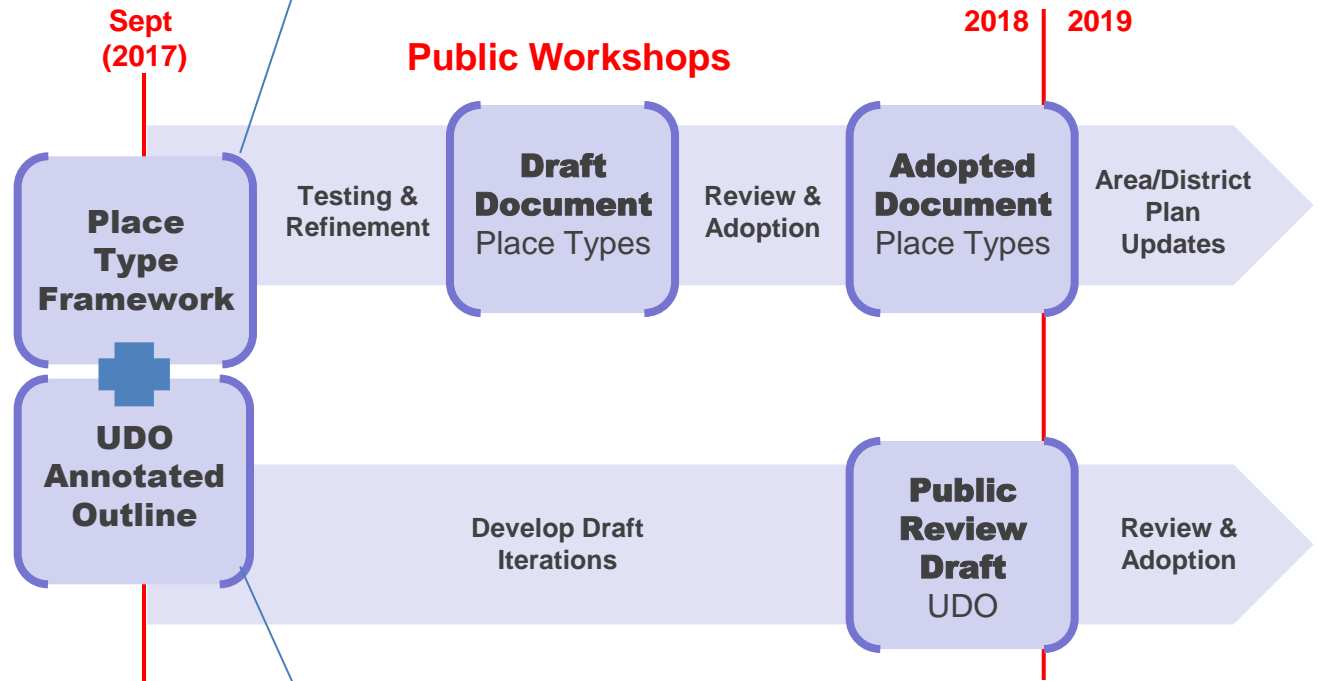 Sept
(2017)
Public Workshops
2018
2019
Place
Type
Framework
Testing &
Refinement
Draft
Document
Place Types
Review &
Adoption
Adopted
Document
Place Types
Area/District
Plan
Updates
UDO
Annotated
Outline
Develop Draft
Iterations
Public
Review
Draft
UDO
Review &
Adoption